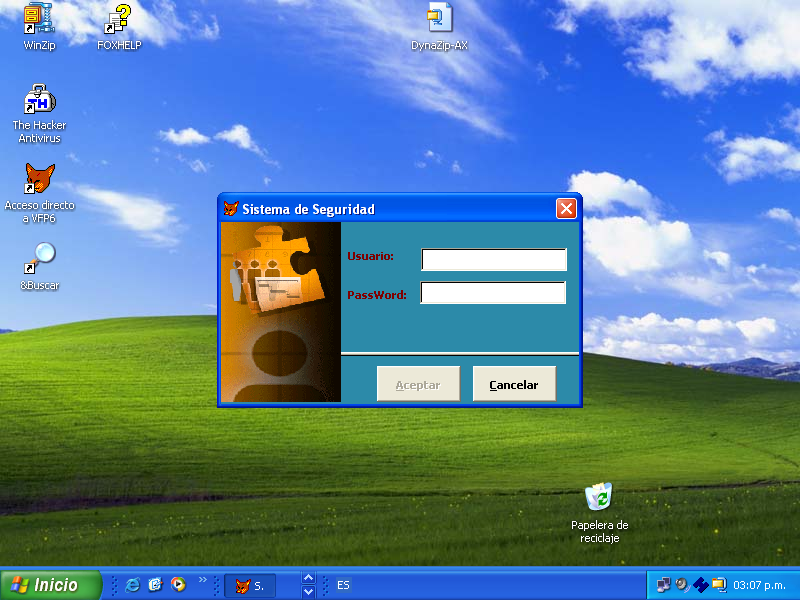 WinZip
FOXHELP
DynaZip-AX
The Hacker
Antivirus
Acceso directo
a VFP6
&Buscar
Sistema de Seguridad
Usuario:
PassWord:
Aceptar
Cancelar
Papelera de
reciclaje
Inicio
S.
ES
03:07 p.m.